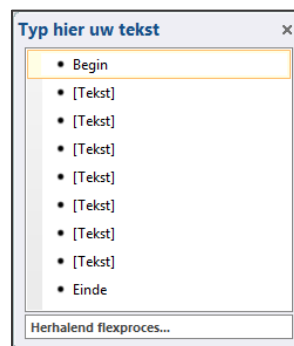 Typ hier uw tekst
• Begin
• [Tekst]
• [Tekst]
• [Tekst]
• [Tekst]
• [Tekst]
• [Tekst]
• [Tekst]
• Einde
Herhalend flexproces...